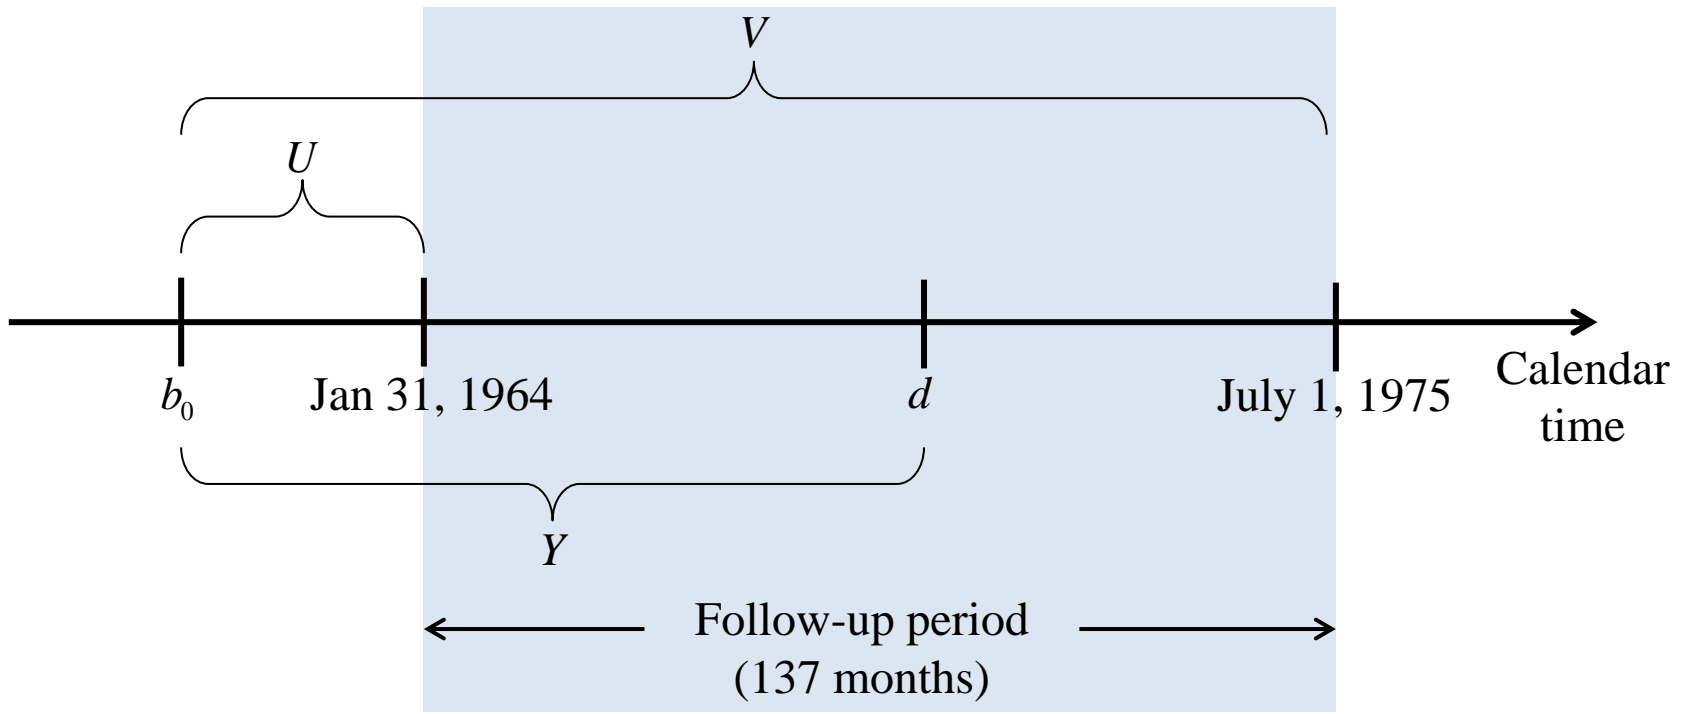 V
U
b₀
Jan 31, 1964
d
July 1, 1975
Calendar
time
Y
Follow-up period
(137 months)